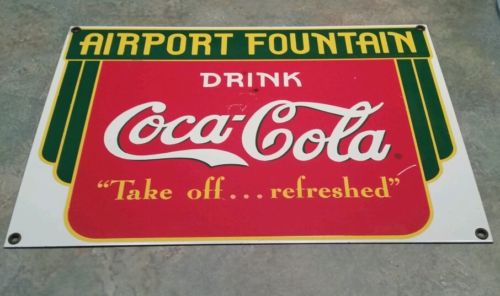 AIRPORT FOUNTAIN
DRINK
Coca-Cola
“Take off... refreshed”